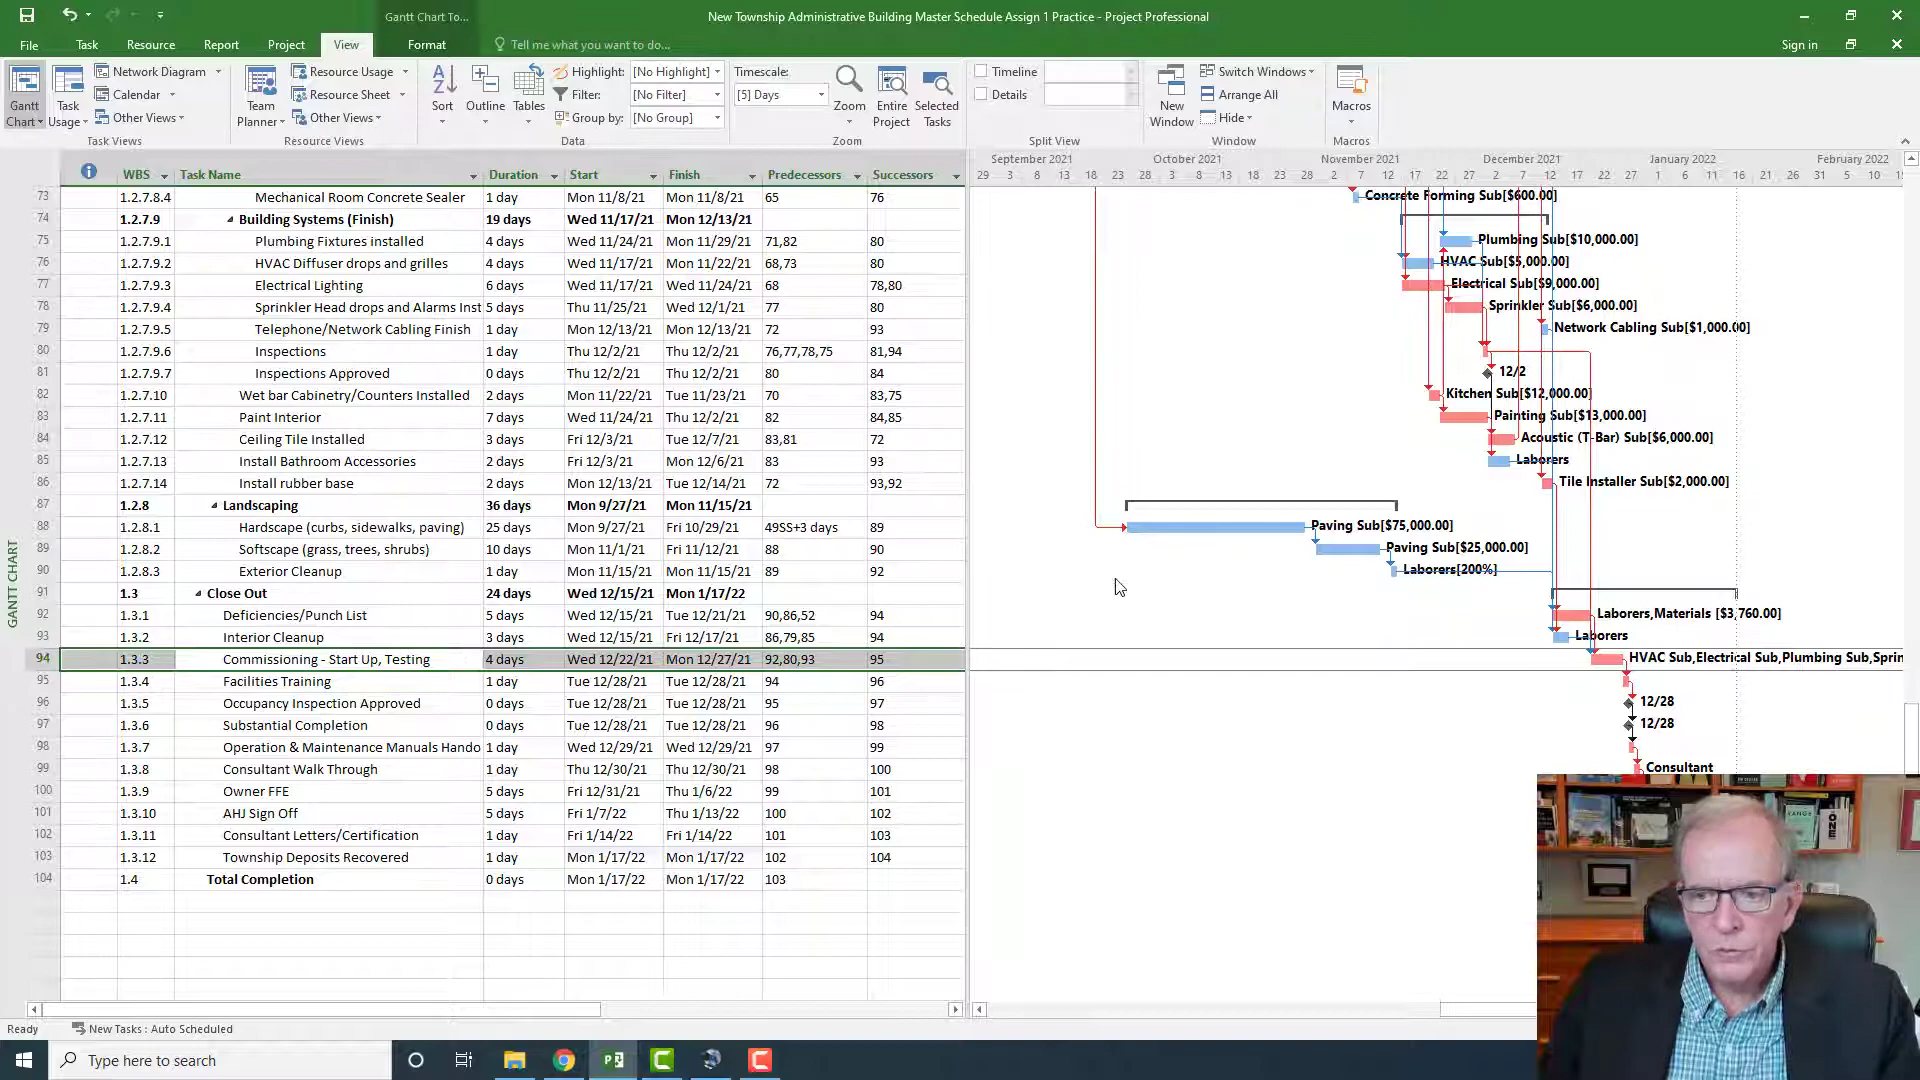 Gantt Chart To...
New Township Administrative Building Master Schedule Assign 1 Practice - Project Professional
File Task Resource Report Project View Format Tell me what you want to do... Sign in
Gantt Chart
Task Usage
Network Diagram
Calendar
Other Views
Task Views
Team Planner
Resource Usage
Resource Sheet
Other Views
Resource Views
Sort
Outline
Tables
Highlight: [No Highlight]
Filter: [No Filter]
Group by: [No Group]
Data
Timescale:
[5] Days
Zoom
Entire Project
Selected Tasks
Zoom
Timeline
Details
Split View
New Window
Switch Windows
Arrange All
Hide
Window
Macros
Macros
WBS Task Name Duration Start Finish Predecessors Successors
September 2021 October 2021 November 2021 December 2021 January 2022 February 2022
29 3 8 13 18 23 28 3 8 13 18 23 28 2 7 12 17 22 27 2 7 12 17 22 27 1 6 11 16 21 26 31 5 10
73 1.2.7.8.4 Mechanical Room Concrete Sealer 1 day Mon 11/8/21 Mon 11/8/21 65 76 Concrete Forming Sub[$600.00]
74 1.2.7.9 Building Systems (Finish) 19 days Wed 11/17/21 Mon 12/13/21
75 1.2.7.9.1 Plumbing Fixtures installed 4 days Wed 11/24/21 Mon 11/29/21 71,82 80 Plumbing Sub[$10,000.00]
76 1.2.7.9.2 HVAC Diffuser drops and grilles 4 days Wed 11/17/21 Mon 11/22/21 68,73 80 HVAC Sub[$5,000.00]
77 1.2.7.9.3 Electrical Lighting 6 days Wed 11/17/21 Wed 11/24/21 68 78,80 Electrical Sub[$9,000.00]
78 1.2.7.9.4 Sprinkler Head drops and Alarms Inst 5 days Thu 11/25/21 Wed 12/1/21 77 80 Sprinkler Sub[$6,000.00]
79 1.2.7.9.5 Telephone/Network Cabling Finish 1 day Mon 12/13/21 Mon 12/13/21 72 93 Network Cabling Sub[$1,000.00]
80 1.2.7.9.6 Inspections 1 day Thu 12/2/21 Thu 12/2/21 76,77,78,75 81,94
81 1.2.7.9.7 Inspections Approved 0 days Thu 12/2/21 Thu 12/2/21 80 84 12/2
82 1.2.7.10 Wet bar Cabinetry/Counters Installed 2 days Mon 11/22/21 Tue 11/23/21 70 83,75 Kitchen Sub[$12,000.00]
83 1.2.7.11 Paint Interior 7 days Wed 11/24/21 Thu 12/2/21 82 84,85 Painting Sub[$13,000.00]
84 1.2.7.12 Ceiling Tile Installed 3 days Fri 12/3/21 Tue 12/7/21 83,81 72 Acoustic (T-Bar) Sub[$6,000.00]
85 1.2.7.13 Install Bathroom Accessories 2 days Fri 12/3/21 Mon 12/6/21 83 93 Laborers
86 1.2.7.14 Install rubber base 2 days Mon 12/13/21 Tue 12/14/21 72 93,92 Tile Installer Sub[$2,000.00]
87 1.2.8 Landscaping 36 days Mon 9/27/21 Mon 11/15/21
88 1.2.8.1 Hardscape (curbs, sidewalks, paving) 25 days Mon 9/27/21 Fri 10/29/21 49SS+3 days 89 Paving Sub[$75,000.00]
89 1.2.8.2 Softscape (grass, trees, shrubs) 10 days Mon 11/1/21 Fri 11/12/21 88 90 Paving Sub[$25,000.00]
90 1.2.8.3 Exterior Cleanup 1 day Mon 11/15/21 Mon 11/15/21 89 92 Laborers[200%]
91 1.3 Close Out 24 days Wed 12/15/21 Mon 1/17/22
92 1.3.1 Deficiencies/Punch List 5 days Wed 12/15/21 Tue 12/21/21 90,86,52 94 Laborers,Materials [$3,760.00]
93 1.3.2 Interior Cleanup 3 days Wed 12/15/21 Fri 12/17/21 86,79,85 94 Laborers
94 1.3.3 Commissioning - Start Up, Testing 4 days Wed 12/22/21 Mon 12/27/21 92,80,93 95 HVAC Sub,Electrical Sub,Plumbing Sub,Sprin
95 1.3.4 Facilities Training 1 day Tue 12/28/21 Tue 12/28/21 94 96
96 1.3.5 Occupancy Inspection Approved 0 days Tue 12/28/21 Tue 12/28/21 95 97 12/28
97 1.3.6 Substantial Completion 0 days Tue 12/28/21 Tue 12/28/21 96 98 12/28
98 1.3.7 Operation & Maintenance Manuals Hando 1 day Wed 12/29/21 Wed 12/29/21 97 99
99 1.3.8 Consultant Walk Through 1 day Thu 12/30/21 Thu 12/30/21 98 100 Consultant
100 1.3.9 Owner FFE 5 days Fri 12/31/21 Thu 1/6/22 99 101
101 1.3.10 AHJ Sign Off 5 days Fri 1/7/22 Thu 1/13/22 100 102
102 1.3.11 Consultant Letters/Certification 1 day Fri 1/14/22 Fri 1/14/22 101 103
103 1.3.12 Township Deposits Recovered 1 day Mon 1/17/22 Mon 1/17/22 102 104
104 1.4 Total Completion 0 days Mon 1/17/22 Mon 1/17/22 103
GANTT CHART
Ready New Tasks : Auto Scheduled
Type here to search